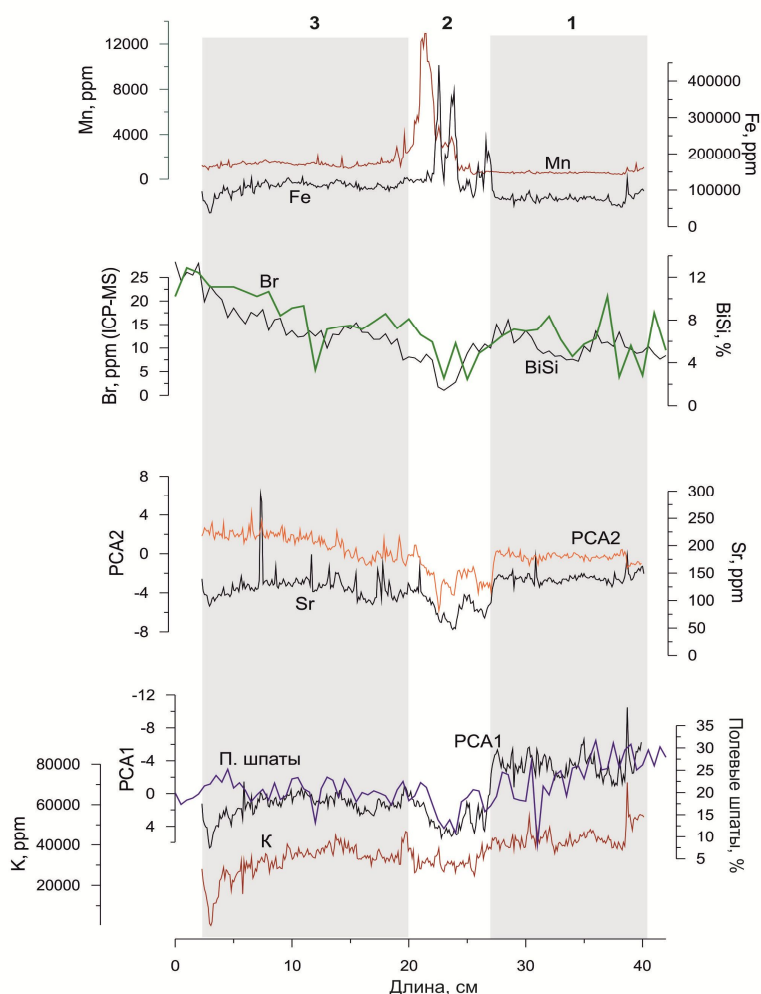 3 2 1
12000
8000
4000
0
Mn, ppm
400000
300000
200000
100000
0
Fe, ppm
Mn
Fe
25
20
15
10
5
0
Br, ppm (ICP-MS)
12
8
4
0
BiSi, %
Br
BiSi
8
4
0
-4
-8
PCA2
300
250
200
150
100
50
0
Sr, ppm
PCA2
Sr
-12
-8
-4
0
4
PCA1
80000
60000
40000
20000
K, ppm
35
30
25
20
15
10
5
Полевые шпаты, %
П. шпаты
PCA1
К
0 10 20 30 40
Длина, см